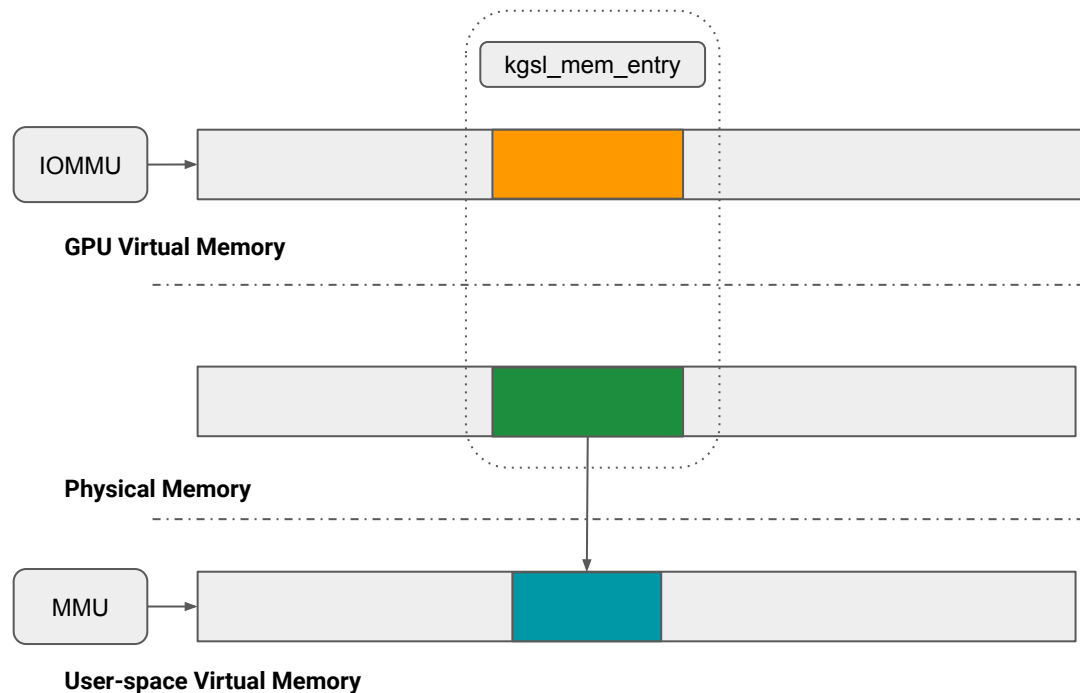 kgsl_mem_entry
IOMMU
GPU Virtual Memory
Physical Memory
MMU
User-space Virtual Memory